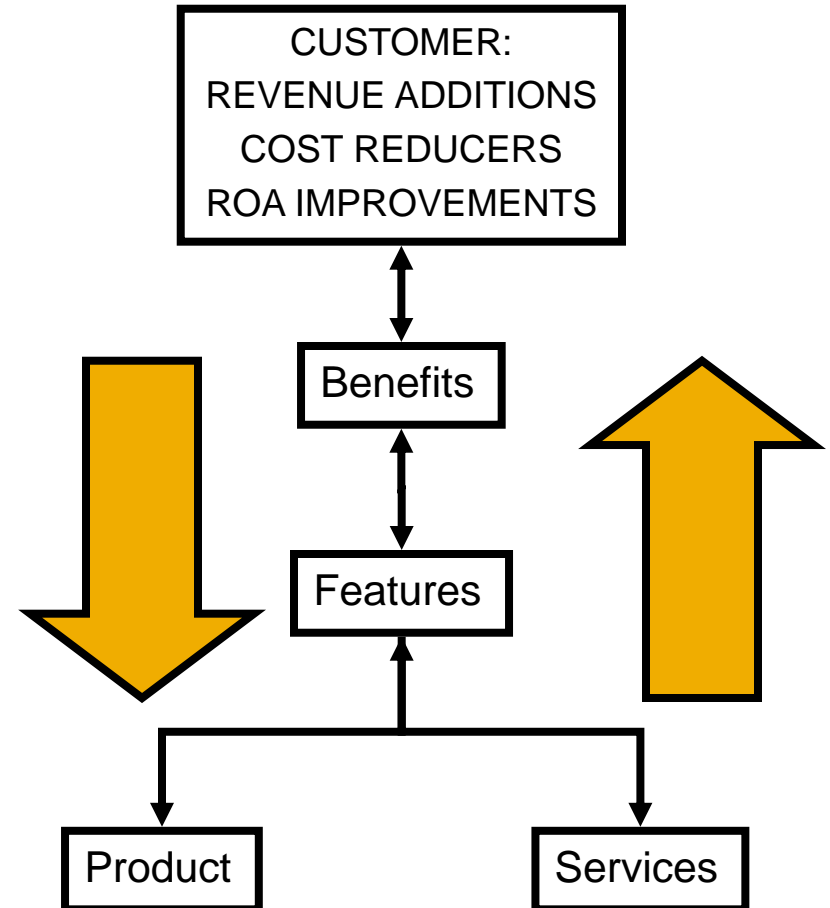 CUSTOMER:
REVENUE ADDITIONS
COST REDUCERS
ROA IMPROVEMENTS
Benefits
Features
Product
Services